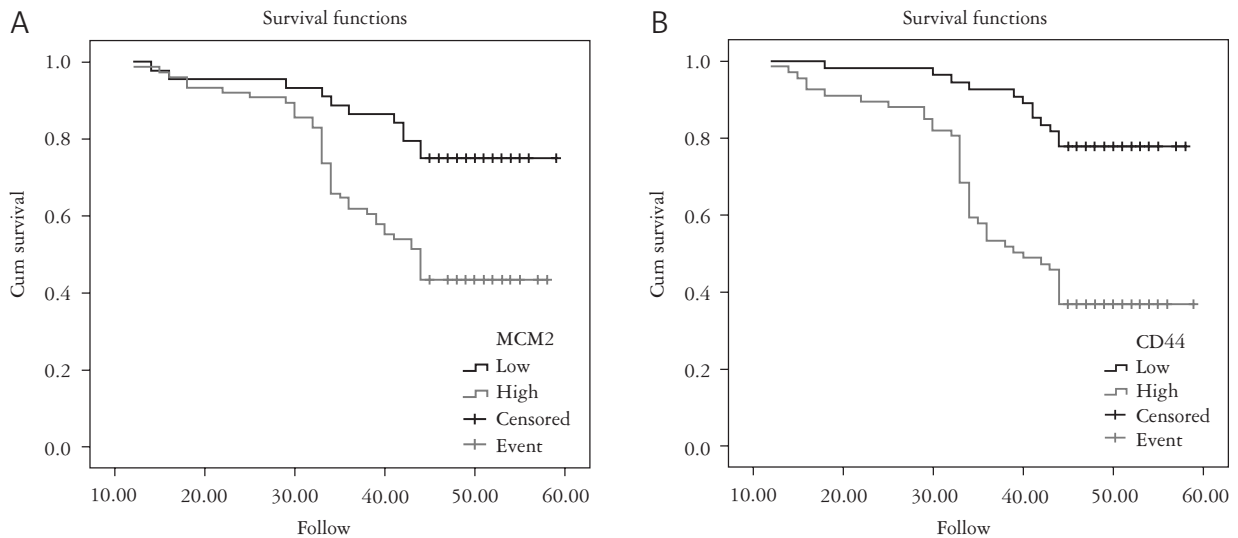 A
Survival functions
Cum survival
1.0
0.8
0.6
0.4
0.2
0.0
MCM2
Low
High
Censored
Event
10.00 20.00 30.00 40.00 50.00 60.00
Follow
B
Survival functions
Cum survival
1.0
0.8
0.6
0.4
0.2
0.0
CD44
Low
High
Censored
Event
10.00 20.00 30.00 40.00 50.00 60.00
Follow